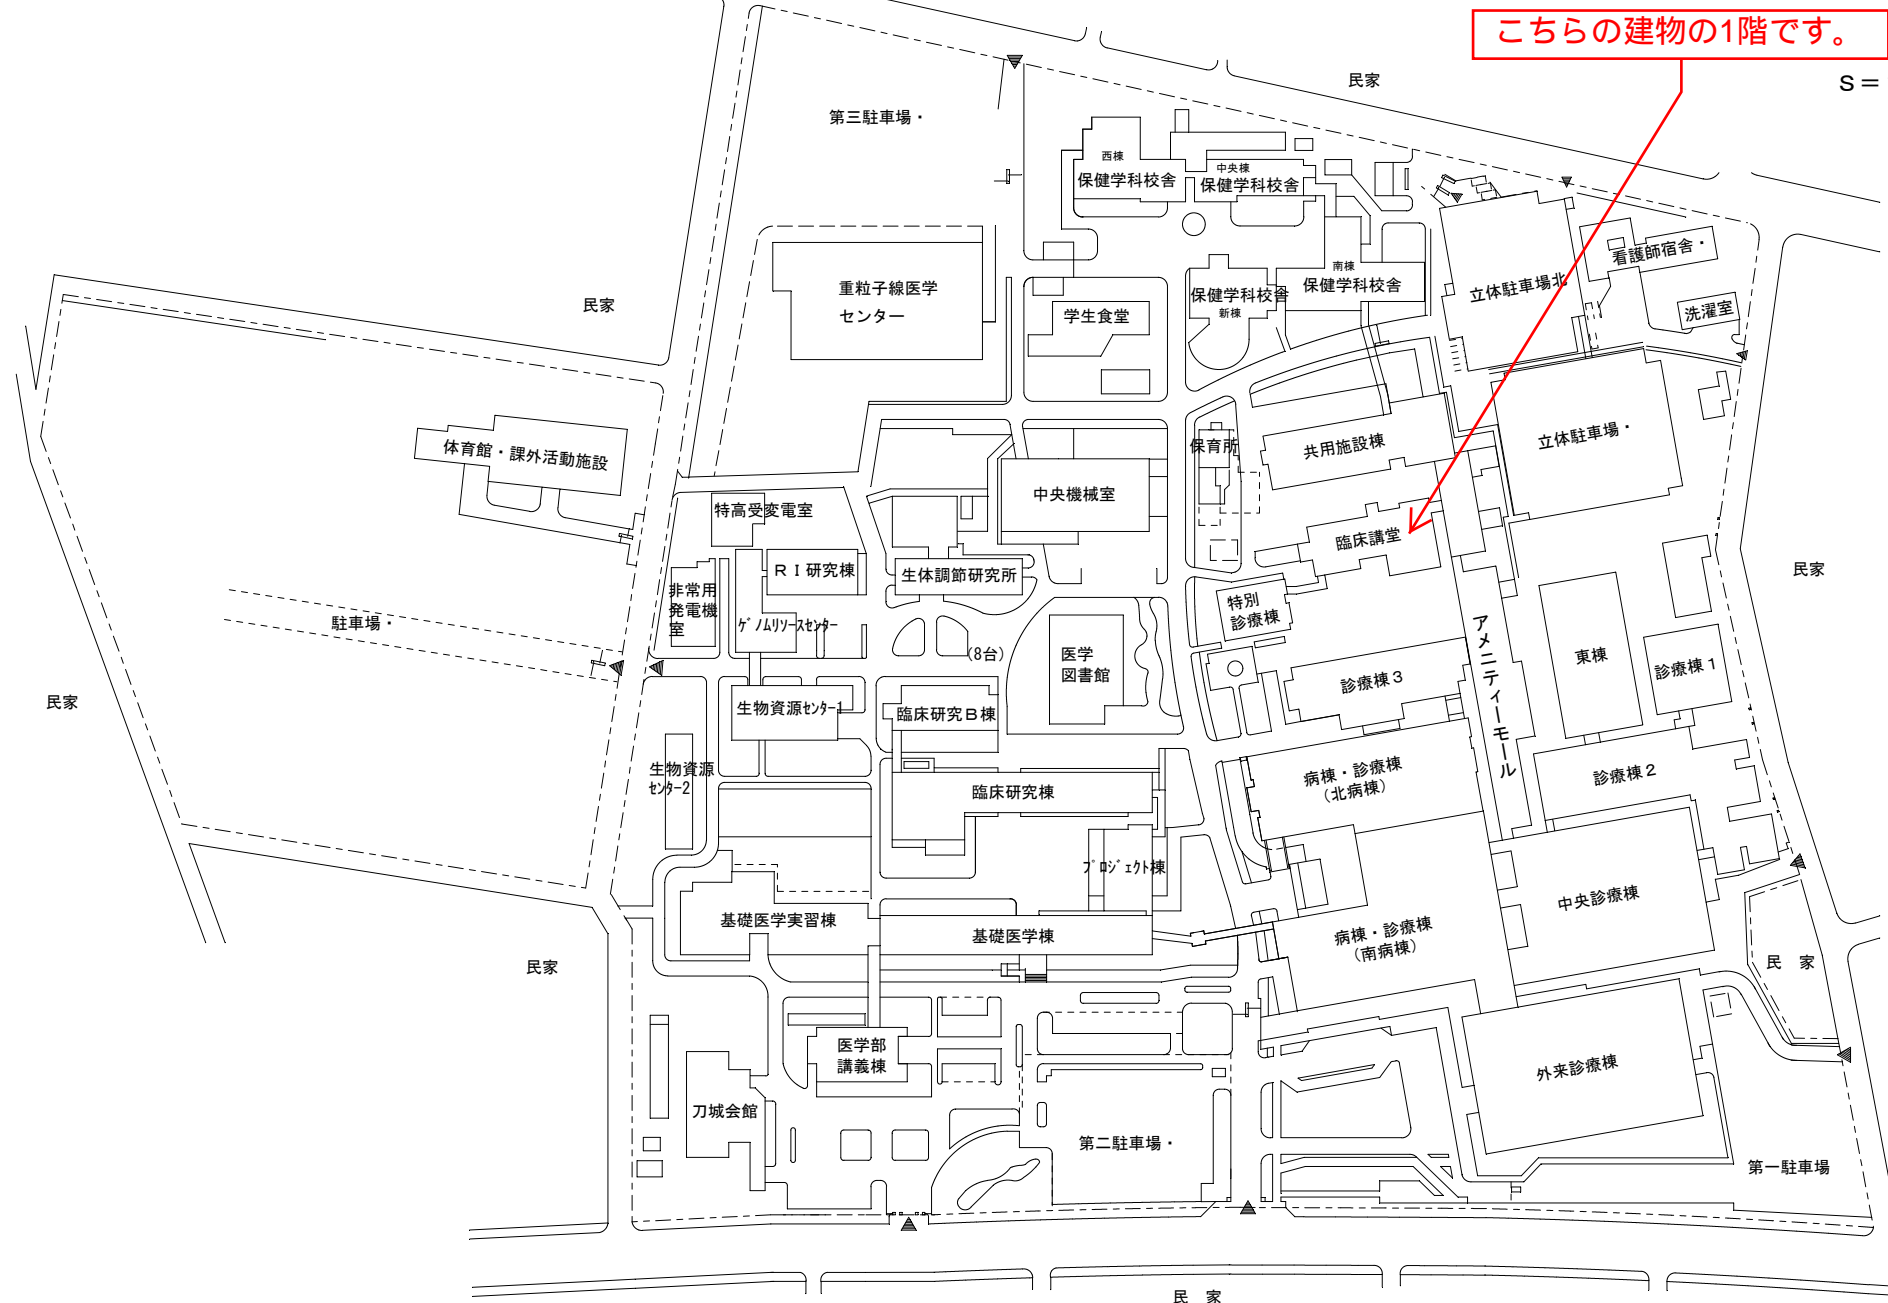 こちらの建物の1階です。
民家
S＝
第三駐車場・
西棟
保健学科校舎
中央棟
保健学科校舎
南棟
保健学科校舎
保健学科校舎
新棟
立体駐車場北
看護師宿舎・
洗濯室
重粒子線医学
センター
民家
学生食堂
体育館・課外活動施設
保育所
共用施設棟
立体駐車場・
中央機械室
特高受変電室
臨床講堂
ＲＩ研究棟
生体調節研究所
民家
非常用
発電機
室
ｹﾞﾉﾑﾘｿｰｽｾﾝﾀｰ
特別
診療棟
駐車場・
(8台)
医学
図書館
アメニティーモール
東棟
診療棟1
診療棟3
民家
生物資源ｾﾝﾀｰ1
臨床研究Ｂ棟
生物資源
ｾﾝﾀｰ2
臨床研究棟
病棟・診療棟
(北病棟)
診療棟2
ﾌﾟﾛｼﾞｪｸﾄ棟
中央診療棟
基礎医学実習棟
基礎医学棟
病棟・診療棟
(南病棟)
民家
民　家
医学部
講義棟
外来診療棟
刀城会館
第二駐車場・
第一駐車場
民　家